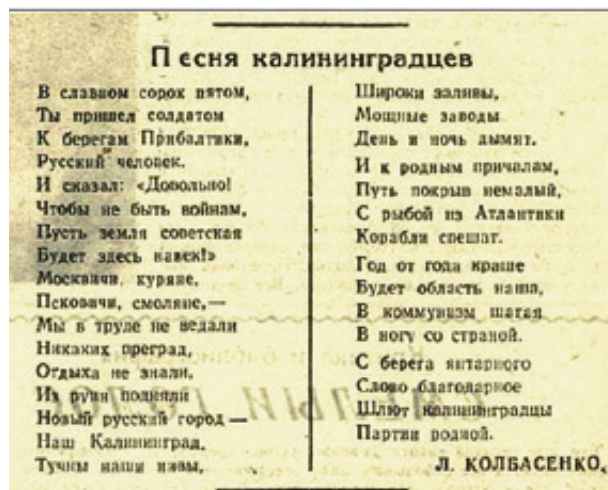 Песня калининградцев
В славном сорок пятом,
Ты пришел солдатом
К берегам Прибалтики,
Русский человек.
И сказал: «Довольно!
Чтобы не быть войнам,
Пусть земля советская
Будет здесь навек!»
Москвичи, куряне,
Псковичи, смоляне,—
Мы в труде не ведали
Никаких преград,
Отдыха не знали,
Из руин подняли
Новый русский город —
Наш Калининград.
Тучны наши нивы,
Широки заливы,
Мощные заводы
День и ночь дымят.
И к родным причалам,
Путь покрыв немалый,
С рыбой из Атлантики
Корабли спешат.
Год от года краше
Будет область наша,
В коммунизм шагая
В ногу со страной.
С берега янтарного
Слово благодарное
Шлют калининградцы
Партии родной.
Л. КОЛБАСЕНКО,